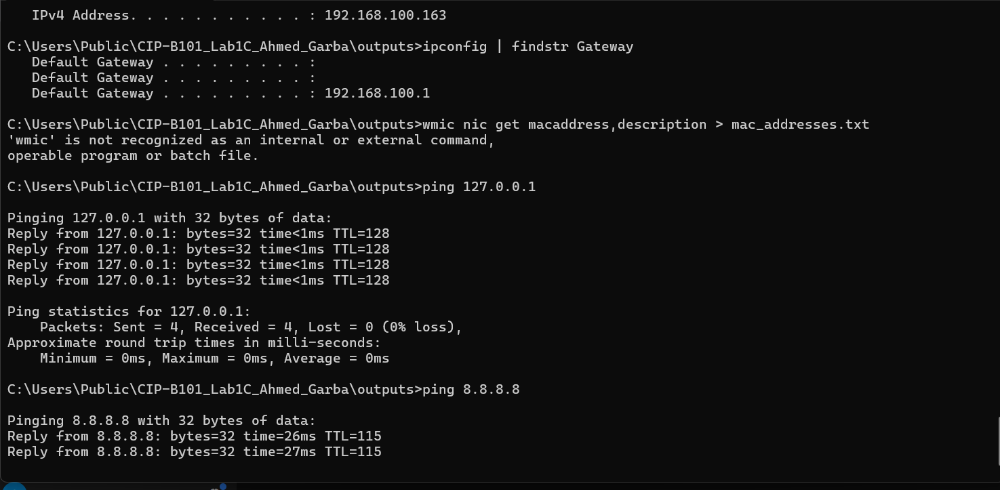 IPv4 Address. . . . . . . . . . . : 192.168.100.163
C:\Users\Public\CIP-B101_Lab1C_Ahmed_Garba\outputs>ipconfig | findstr Gateway
Default Gateway . . . . . . . . . :
Default Gateway . . . . . . . . . :
Default Gateway . . . . . . . . . : 192.168.100.1
C:\Users\Public\CIP-B101_Lab1C_Ahmed_Garba\outputs>wmic nic get macaddress,description > mac_addresses.txt
'wmic' is not recognized as an internal or external command,
operable program or batch file.
C:\Users\Public\CIP-B101_Lab1C_Ahmed_Garba\outputs>ping 127.0.0.1
Pinging 127.0.0.1 with 32 bytes of data:
Reply from 127.0.0.1: bytes=32 time<1ms TTL=128
Reply from 127.0.0.1: bytes=32 time<1ms TTL=128
Reply from 127.0.0.1: bytes=32 time<1ms TTL=128
Reply from 127.0.0.1: bytes=32 time<1ms TTL=128
Ping statistics for 127.0.0.1:
Packets: Sent = 4, Received = 4, Lost = 0 (0% loss),
Approximate round trip times in milli-seconds:
Minimum = 0ms, Maximum = 0ms, Average = 0ms
C:\Users\Public\CIP-B101_Lab1C_Ahmed_Garba\outputs>ping 8.8.8.8
Pinging 8.8.8.8 with 32 bytes of data:
Reply from 8.8.8.8: bytes=32 time=26ms TTL=115
Reply from 8.8.8.8: bytes=32 time=27ms TTL=115